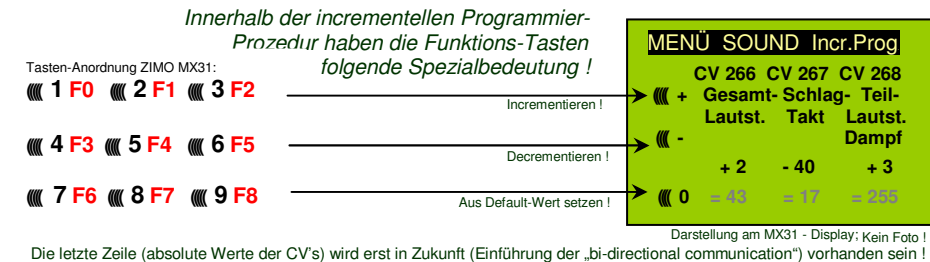 Innerhalb der incrementellen Programmier-
Prozedur haben die Funktions-Tasten
folgende Spezialbedeutung !
Tasten-Anordnung ZIMO MX31:
((((( 1 F0 ((((( 2 F1 ((((( 3 F2
Incrementieren !
((((( 4 F3 ((((( 5 F4 ((((( 6 F5
Decrementieren !
((((( 7 F6 ((((( 8 F7 ((((( 9 F8
Aus Default-Wert setzen !
MENÜ SOUND Incr.Prog
CV 266 CV 267 CV 268
(((( + Gesamt- Schlag- Teil-
Lautst. Takt Lautst.
(((( - Dampf
+ 2 - 40 + 3
(((( 0 = 43 = 17 = 255
Darstellung am MX31 - Display; Kein Foto !
Die letzte Zeile (absolute Werte der CV's) wird erst in Zukunft (Einführung der „bi-directional communication") vorhanden sein !